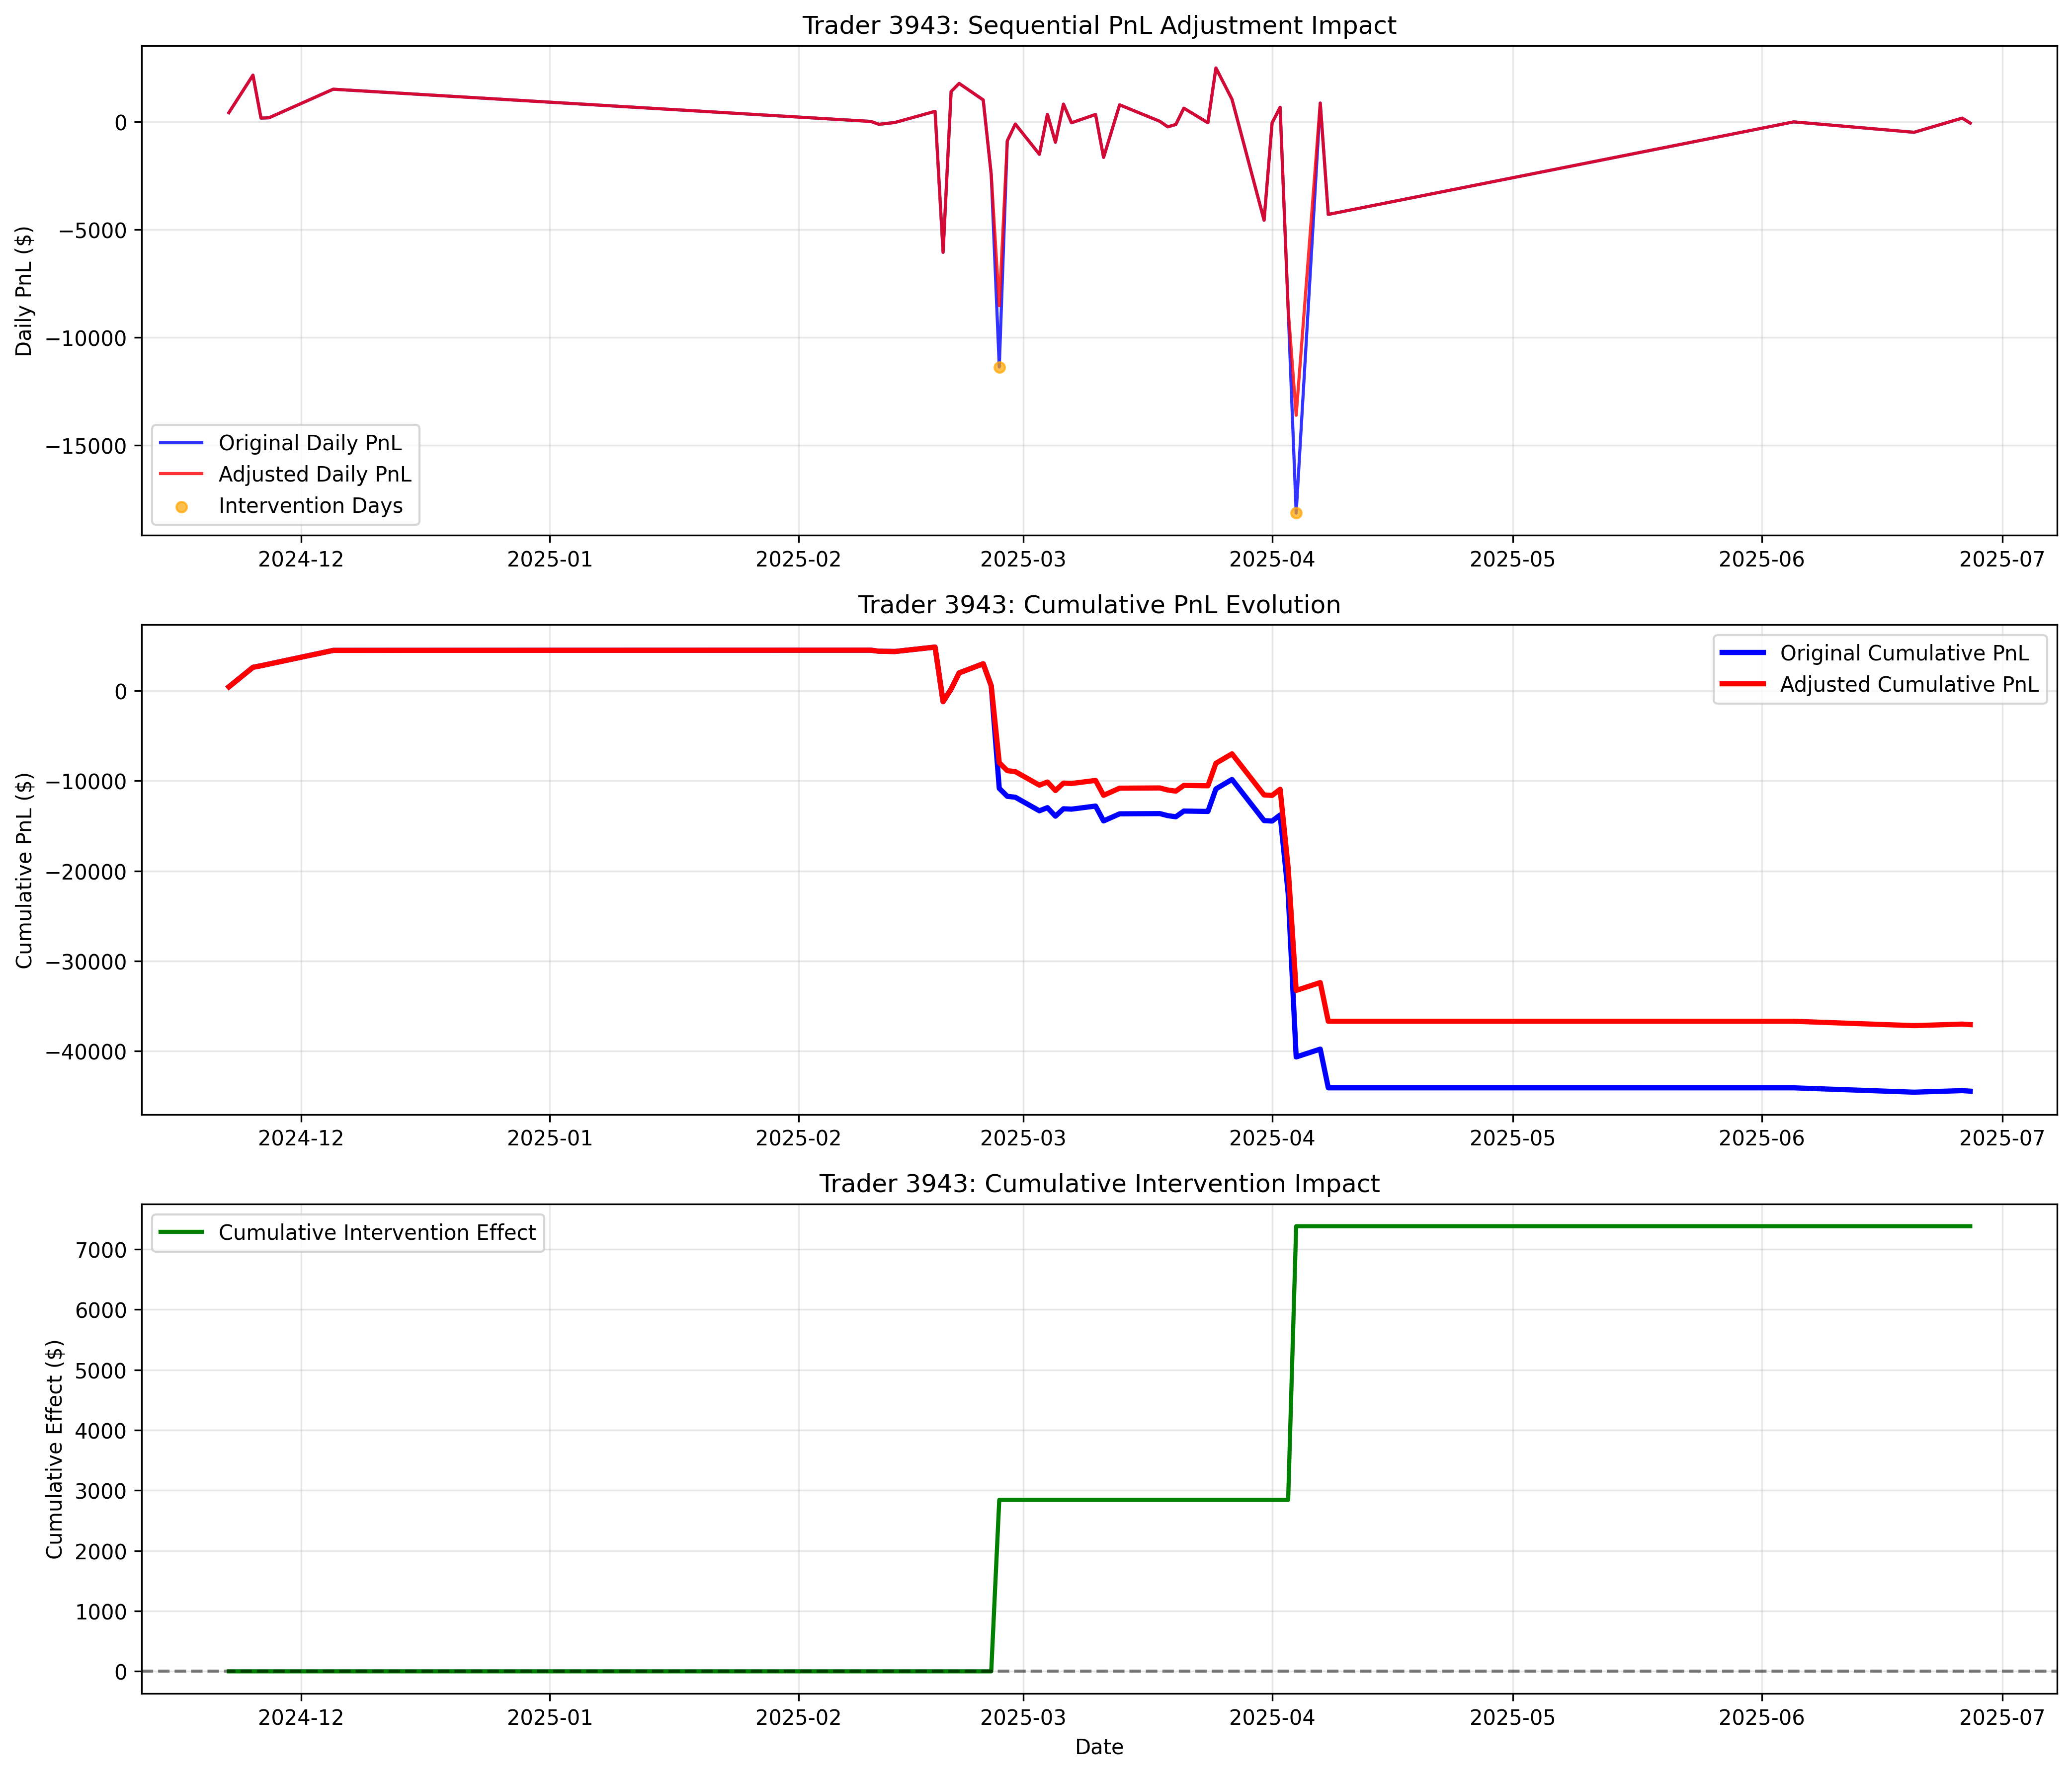 Trader 3943: Sequential PnL Adjustment Impact
Daily PnL ($)
0
−5000
−10000
−15000
Original Daily PnL
Adjusted Daily PnL
Intervention Days
2024-12 2025-01 2025-02 2025-03 2025-04 2025-05 2025-06 2025-07
Trader 3943: Cumulative PnL Evolution
Cumulative PnL ($)
0
−10000
−20000
−30000
−40000
Original Cumulative PnL
Adjusted Cumulative PnL
2024-12 2025-01 2025-02 2025-03 2025-04 2025-05 2025-06 2025-07
Trader 3943: Cumulative Intervention Impact
Cumulative Effect ($)
7000
6000
5000
4000
3000
2000
1000
0
Cumulative Intervention Effect
2024-12 2025-01 2025-02 2025-03 2025-04 2025-05 2025-06 2025-07
Date